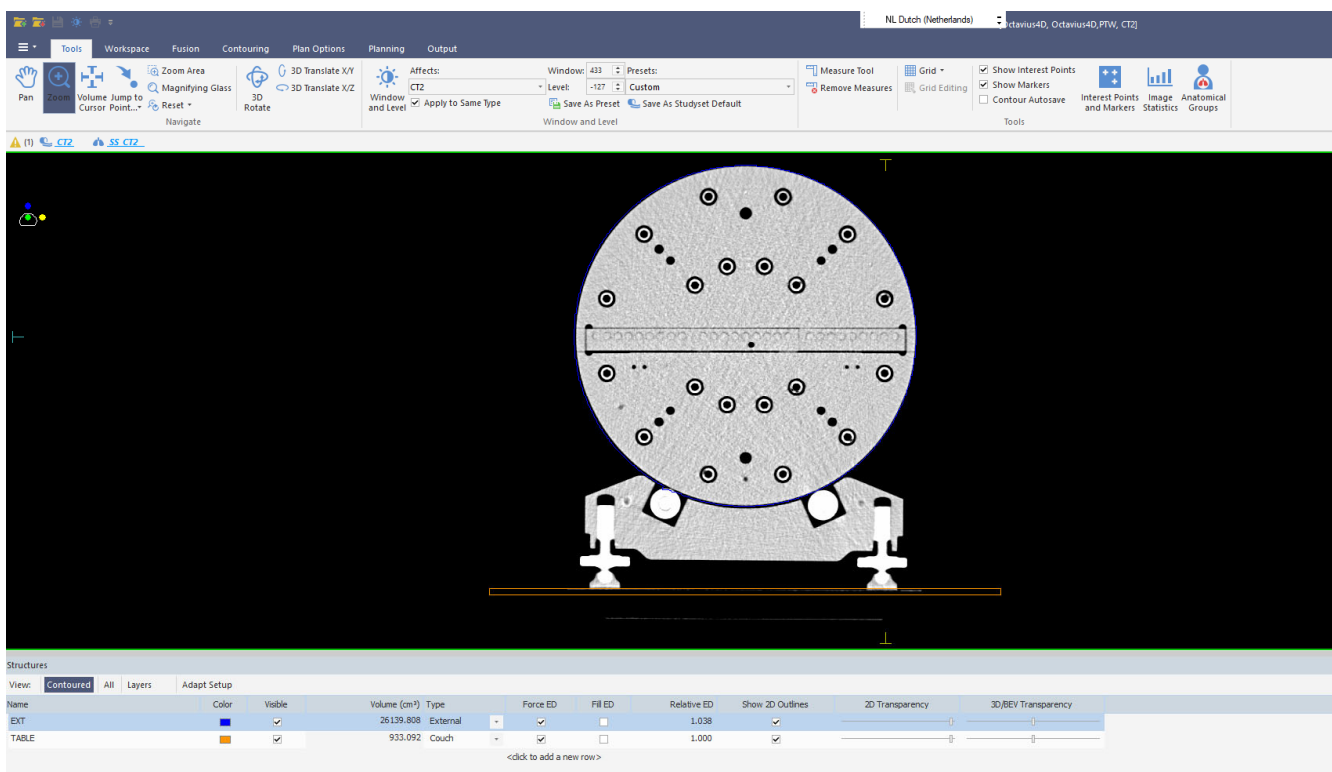 NL Dutch (Netherlands)
Octavius4D, Octavius4D,PTW, CT2]
Tools Workspace Fusion Contouring Plan Options Planning Output
Pan
Zoom
Volume Cursor
Jump to Point...
Zoom Area
Magnifying Glass
Reset
3D Rotate
3D Translate X/Y
3D Translate X/Z
Navigate
Window and Level
Affects:
CT2
Apply to Same Type
Window: 433
Level: -127
Presets:
Custom
Save As Preset Save As Studyset Default
Window and Level
Measure Tool
Remove Measures
Grid
Grid Editing
Show Interest Points
Show Markers
Contour Autosave
Interest Points and Markers
Image Statistics
Anatomical Groups
Tools
(1) CT2 SS_CT2
Structures
View: Contoured All Layers Adapt Setup
Name Color Visible Volume (cm³) Type Force ED Fill ED Relative ED Show 2D Outlines 2D Transparency 3D/BEV Transparency
EXT 26139.808 External 1.038
TABLE 933.092 Couch 1.000
<click to add a new row>